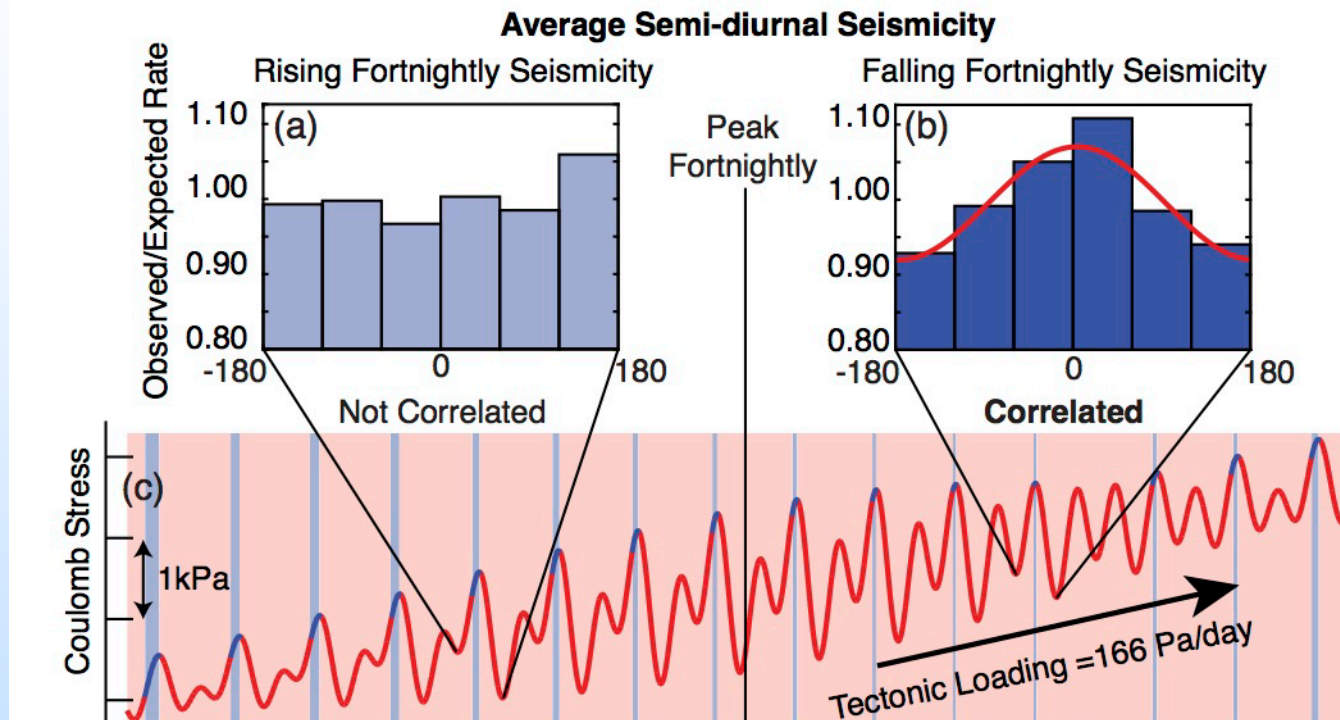 Average Semi-diurnal Seismicity
Rising Fortnightly Seismicity
Falling Fortnightly Seismicity
Observed/Expected Rate
1.10
1.00
0.90
0.80
(a)
-180
0
180
Not Correlated
Peak
Fortnightly
1.10
1.00
0.90
0.80
(b)
-180
0
180
Correlated
Coulomb Stress
(c)
1kPa
Tectonic Loading =166 Pa/day